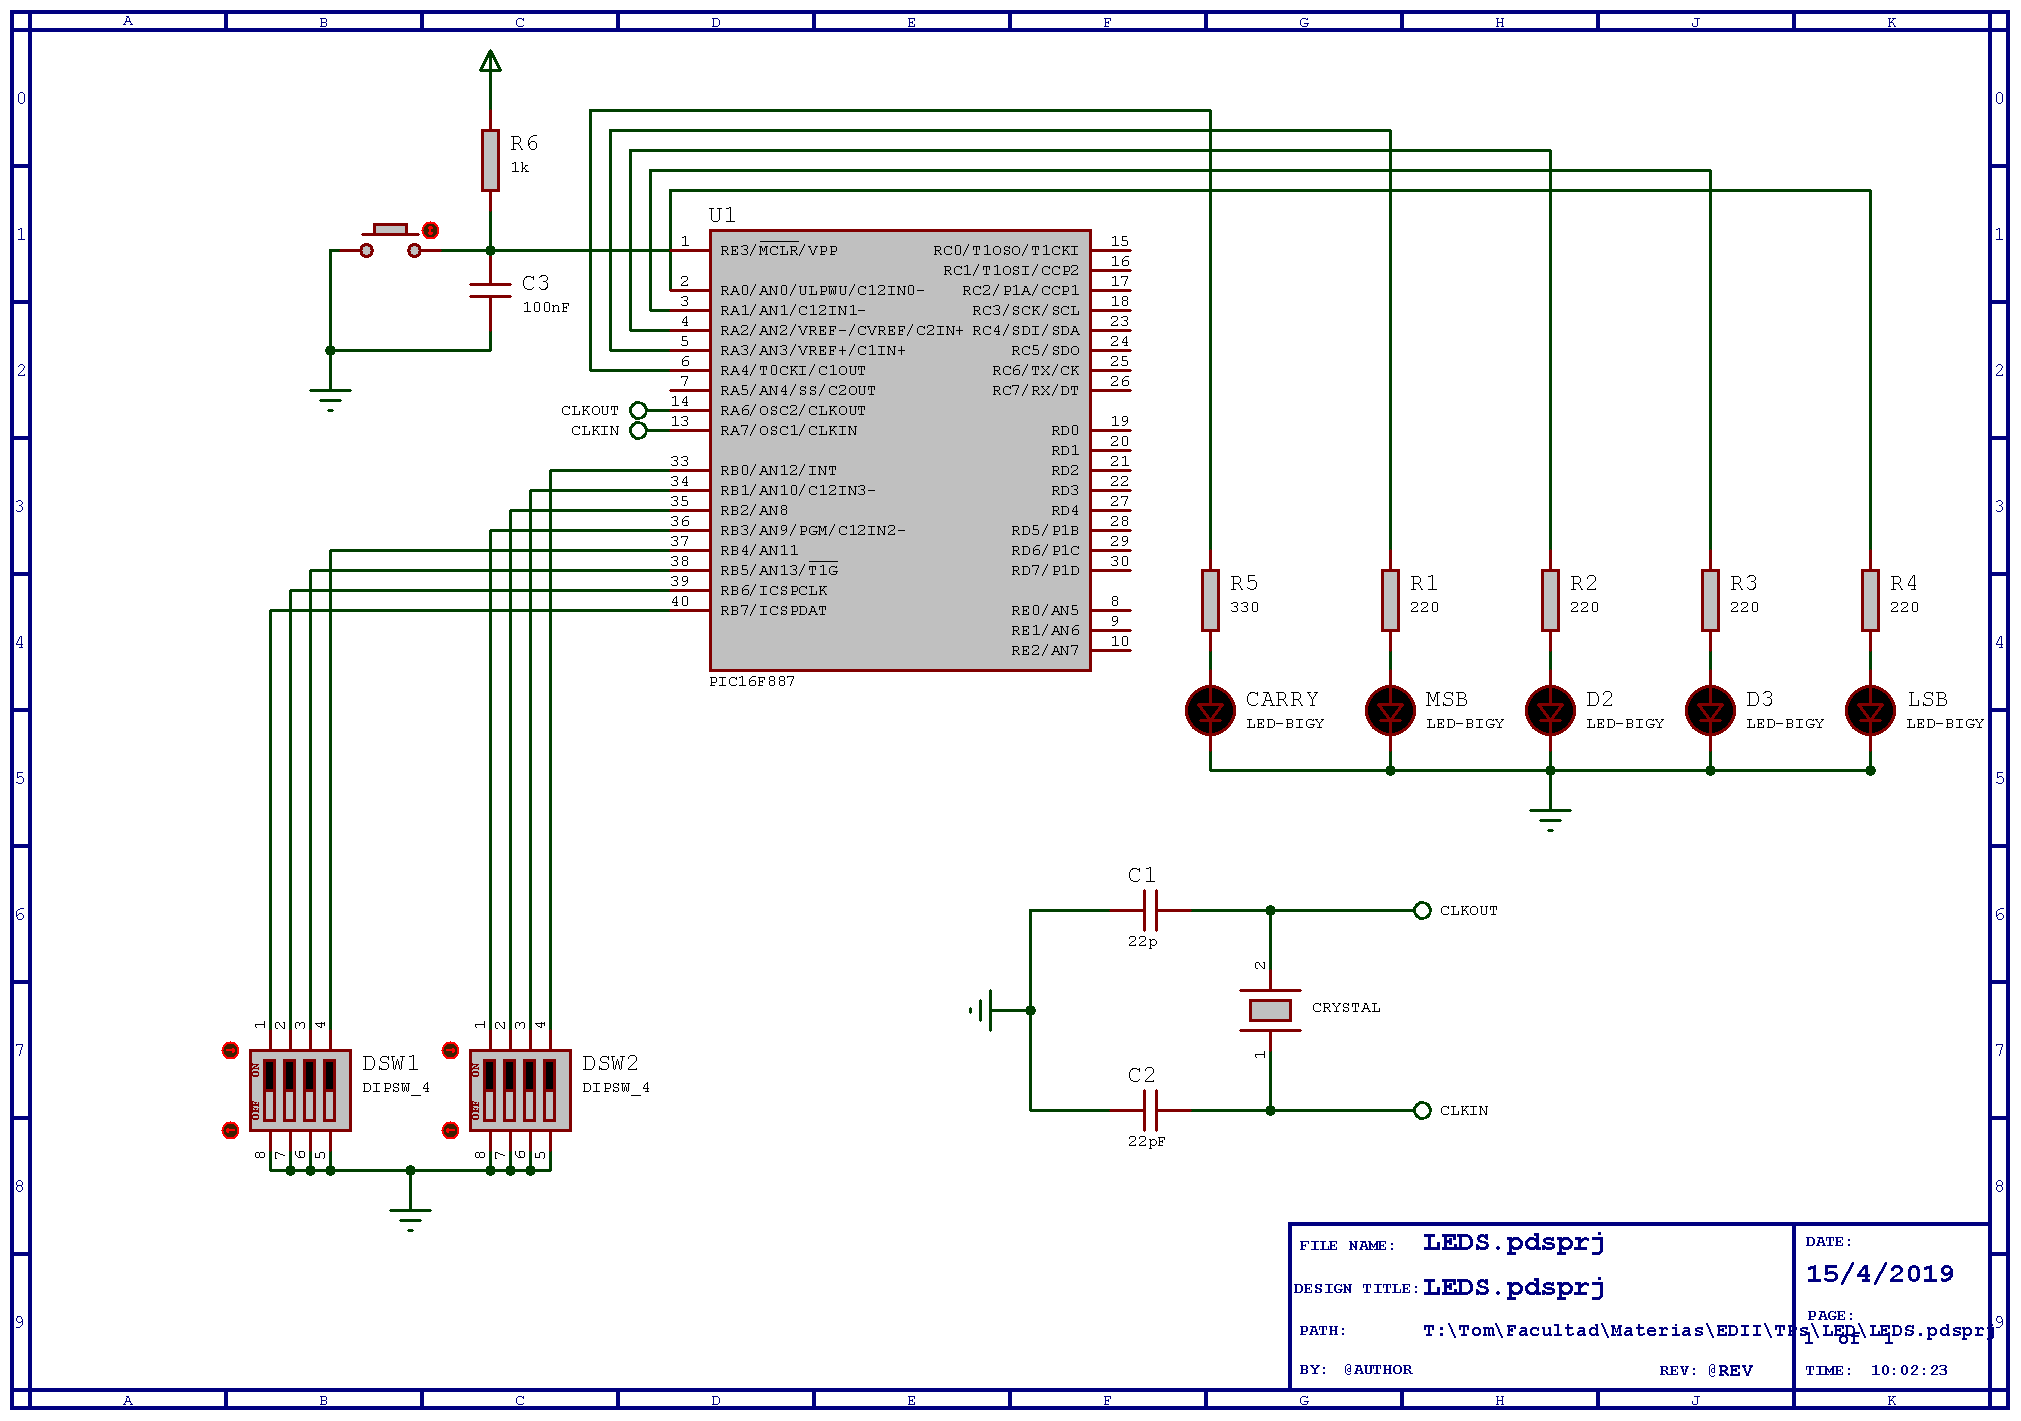 A B C D E F G H J K
0 0
R6
1k
1 1
U1
C3
100nF
2 2
1 RE3/MCLR/VPP RC0/T1OSO/T1CKI 15
RC1/T1OSI/CCP2 16
2 RA0/AN0/ULPWU/C12IN0- RC2/P1A/CCP1 17
3 RA1/AN1/C12IN1- RC3/SCK/SCL 18
4 RA2/AN2/VREF-/CVREF/C2IN+ RC4/SDI/SDA 23
5 RA3/AN3/VREF+/C1IN+ RC5/SDO 24
6 RA4/T0CKI/C1OUT RC6/TX/CK 25
7 RA5/AN4/SS/C2OUT RC7/RX/DT 26
CLKOUT 14 RA6/OSC2/CLKOUT
CLKIN 13 RA7/OSC1/CLKIN RD0 19
RD1 20
33 RB0/AN12/INT RD2 21
34 RB1/AN10/C12IN3- RD3 22
3 35 RB2/AN8 RD4 27 3
36 RB3/AN9/PGM/C12IN2- RD5/P1B 28
37 RB4/AN11 RD6/P1C 29
38 RB5/AN13/T1G RD7/P1D 30
39 RB6/ICSPCLK
40 RB7/ICSPDAT RE0/AN5 8
RE1/AN6 9
RE2/AN7 10
PIC16F887
R5 R1 R2 R3 R4
330 220 220 220 220
4 4
CARRY MSB D2 D3 LSB
LED-BIGY LED-BIGY LED-BIGY LED-BIGY LED-BIGY
5 5
C1
6 CLKOUT 6
22p
2
CRYSTAL
1 2 3 4 1 2 3 4
7 1 7
ON DSW1 ON DSW2
DIPSW_4 DIPSW_4
OFF OFF
C2
CLKIN
22pF
8 7 6 5 8 7 6 5
8 8
FILE NAME: LEDS.pdsprj
DATE:
15/4/2019
DESIGN TITLE: LEDS.pdsprj
PAGE:
9 PATH: T:\Tom\Facultad\Materias\EDII\TPs\LED\LEDS.pdsprj 9
1 of 1
BY: @AUTHOR REV: @REV TIME: 10:02:23
A B C D E F G H J K